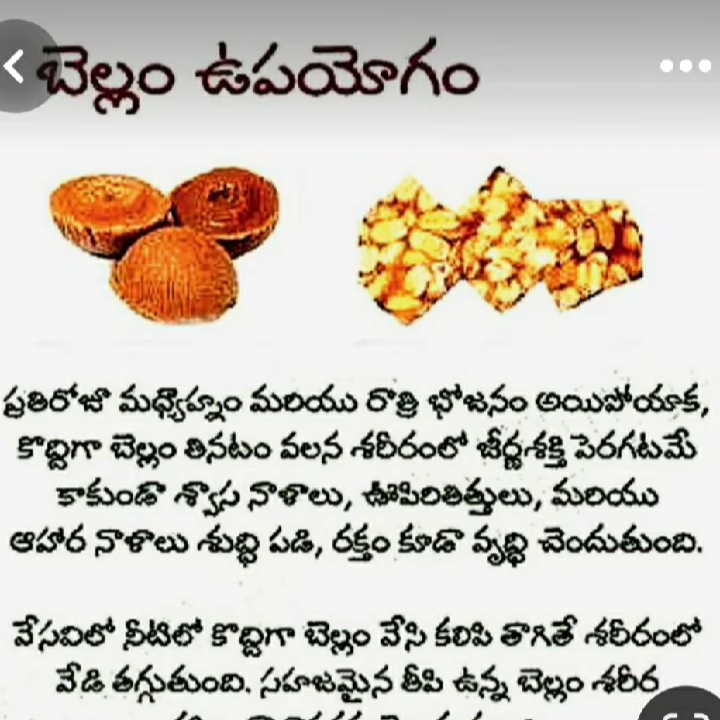 బెల్లం ఉపయోగం
ప్రతిరోజూ మధ్యాహ్నం మరియు రాత్రి భోజనం అయిపోయాక,
కొద్దిగా బెల్లం తినటం వలన శరీరంలో జీర్ణశక్తి పెరగటమే
కాకుండా శ్వాస నాళాలు, ఊపిరితిత్తులు, మరియు
ఆహార నాళాలు శుద్ధి పడి, రక్తం కూడా వృద్ధి చెందుతుంది.
వేసవిలో నీటిలో కొద్దిగా బెల్లం వేసి కలిపి తాగితే శరీరంలో
వేడి తగ్గుతుంది. సహజమైన తీపి ఉన్న బెల్లం శరీర